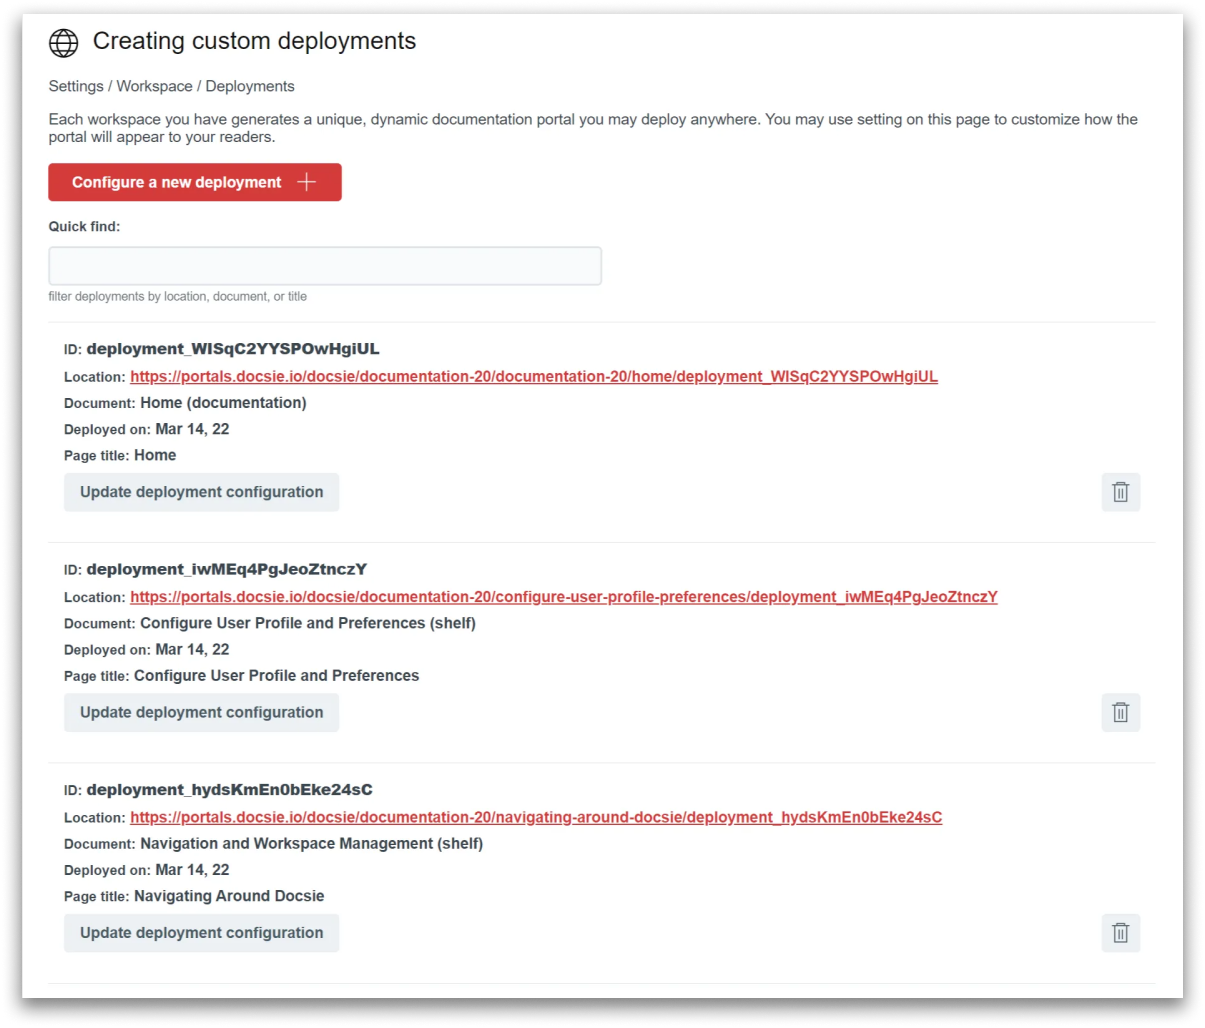 Creating custom deployments
Settings / Workspace / Deployments
Each workspace you have generates a unique, dynamic documentation portal you may deploy anywhere. You may use setting on this page to customize how the
portal will appear to your readers.
Configure a new deployment
Quick find:
filter deployments by location, document, or title
ID: deployment_WISqC2YYSPOwHgiUL
Location: https://portals.docsie.io/docsie/documentation-20/documentation-20/home/deployment_WISqC2YYSPOwHgiUL
Document: Home (documentation)
Deployed on: Mar 14, 22
Page title: Home
Update deployment configuration
ID: deployment_iwMEq4PgJeoZtnczY
Location: https://portals.docsie.io/docsie/documentation-20/configure-user-profile-preferences/deployment_iwMEq4PgJeoZtnczY
Document: Configure User Profile and Preferences (shelf)
Deployed on: Mar 14, 22
Page title: Configure User Profile and Preferences
Update deployment configuration
ID: deployment_hydsKmEn0bEke24sC
Location: https://portals.docsie.io/docsie/documentation-20/navigating-around-docsie/deployment_hydsKmEn0bEke24sC
Document: Navigation and Workspace Management (shelf)
Deployed on: Mar 14, 22
Page title: Navigating Around Docsie
Update deployment configuration